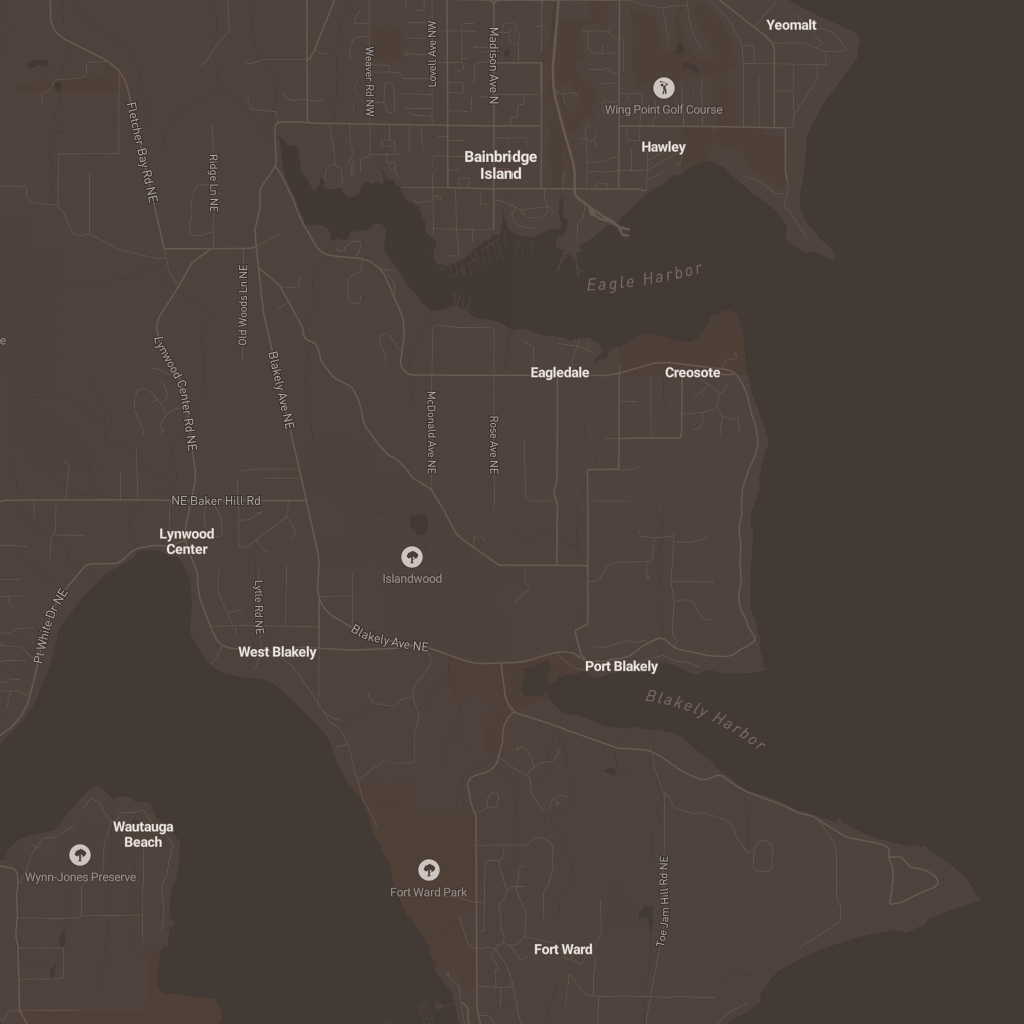 Yeomalt
Weaver Rd NW
Lovell Ave NW
Madison Ave N
Wing Point Golf Course
Fletcher Bay Rd NE
Ridge Ln NE
Bainbridge
Island
Hawley
Eagle Harbor
Old Woods Ln NE
e
Lynwood Center Rd NE
Blakely Ave NE
Eagledale
Creosote
McDonald Ave NE
Rose Ave NE
NE Baker Hill Rd
Lynwood
Center
Islandwood
Pt White Dr NE
Lytle Rd NE
Blakely Ave NE
West Blakely
Port Blakely
Blakely Harbor
Wautauga
Beach
Wynn-Jones Preserve
Fort Ward Park
Toe Jam Hill Rd NE
Fort Ward